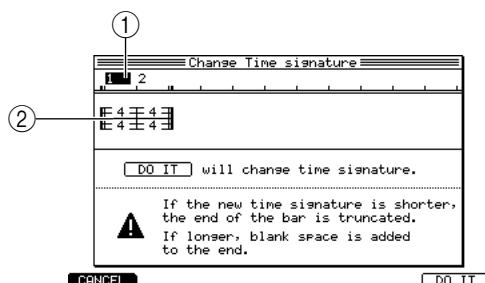 1
Change Time signature
1 2
2
4 4
4 4
DO IT will change time signature.
If the new time signature is shorter,
the end of the bar is truncated.
If longer, blank space is added
to the end.
CANCEL DO IT